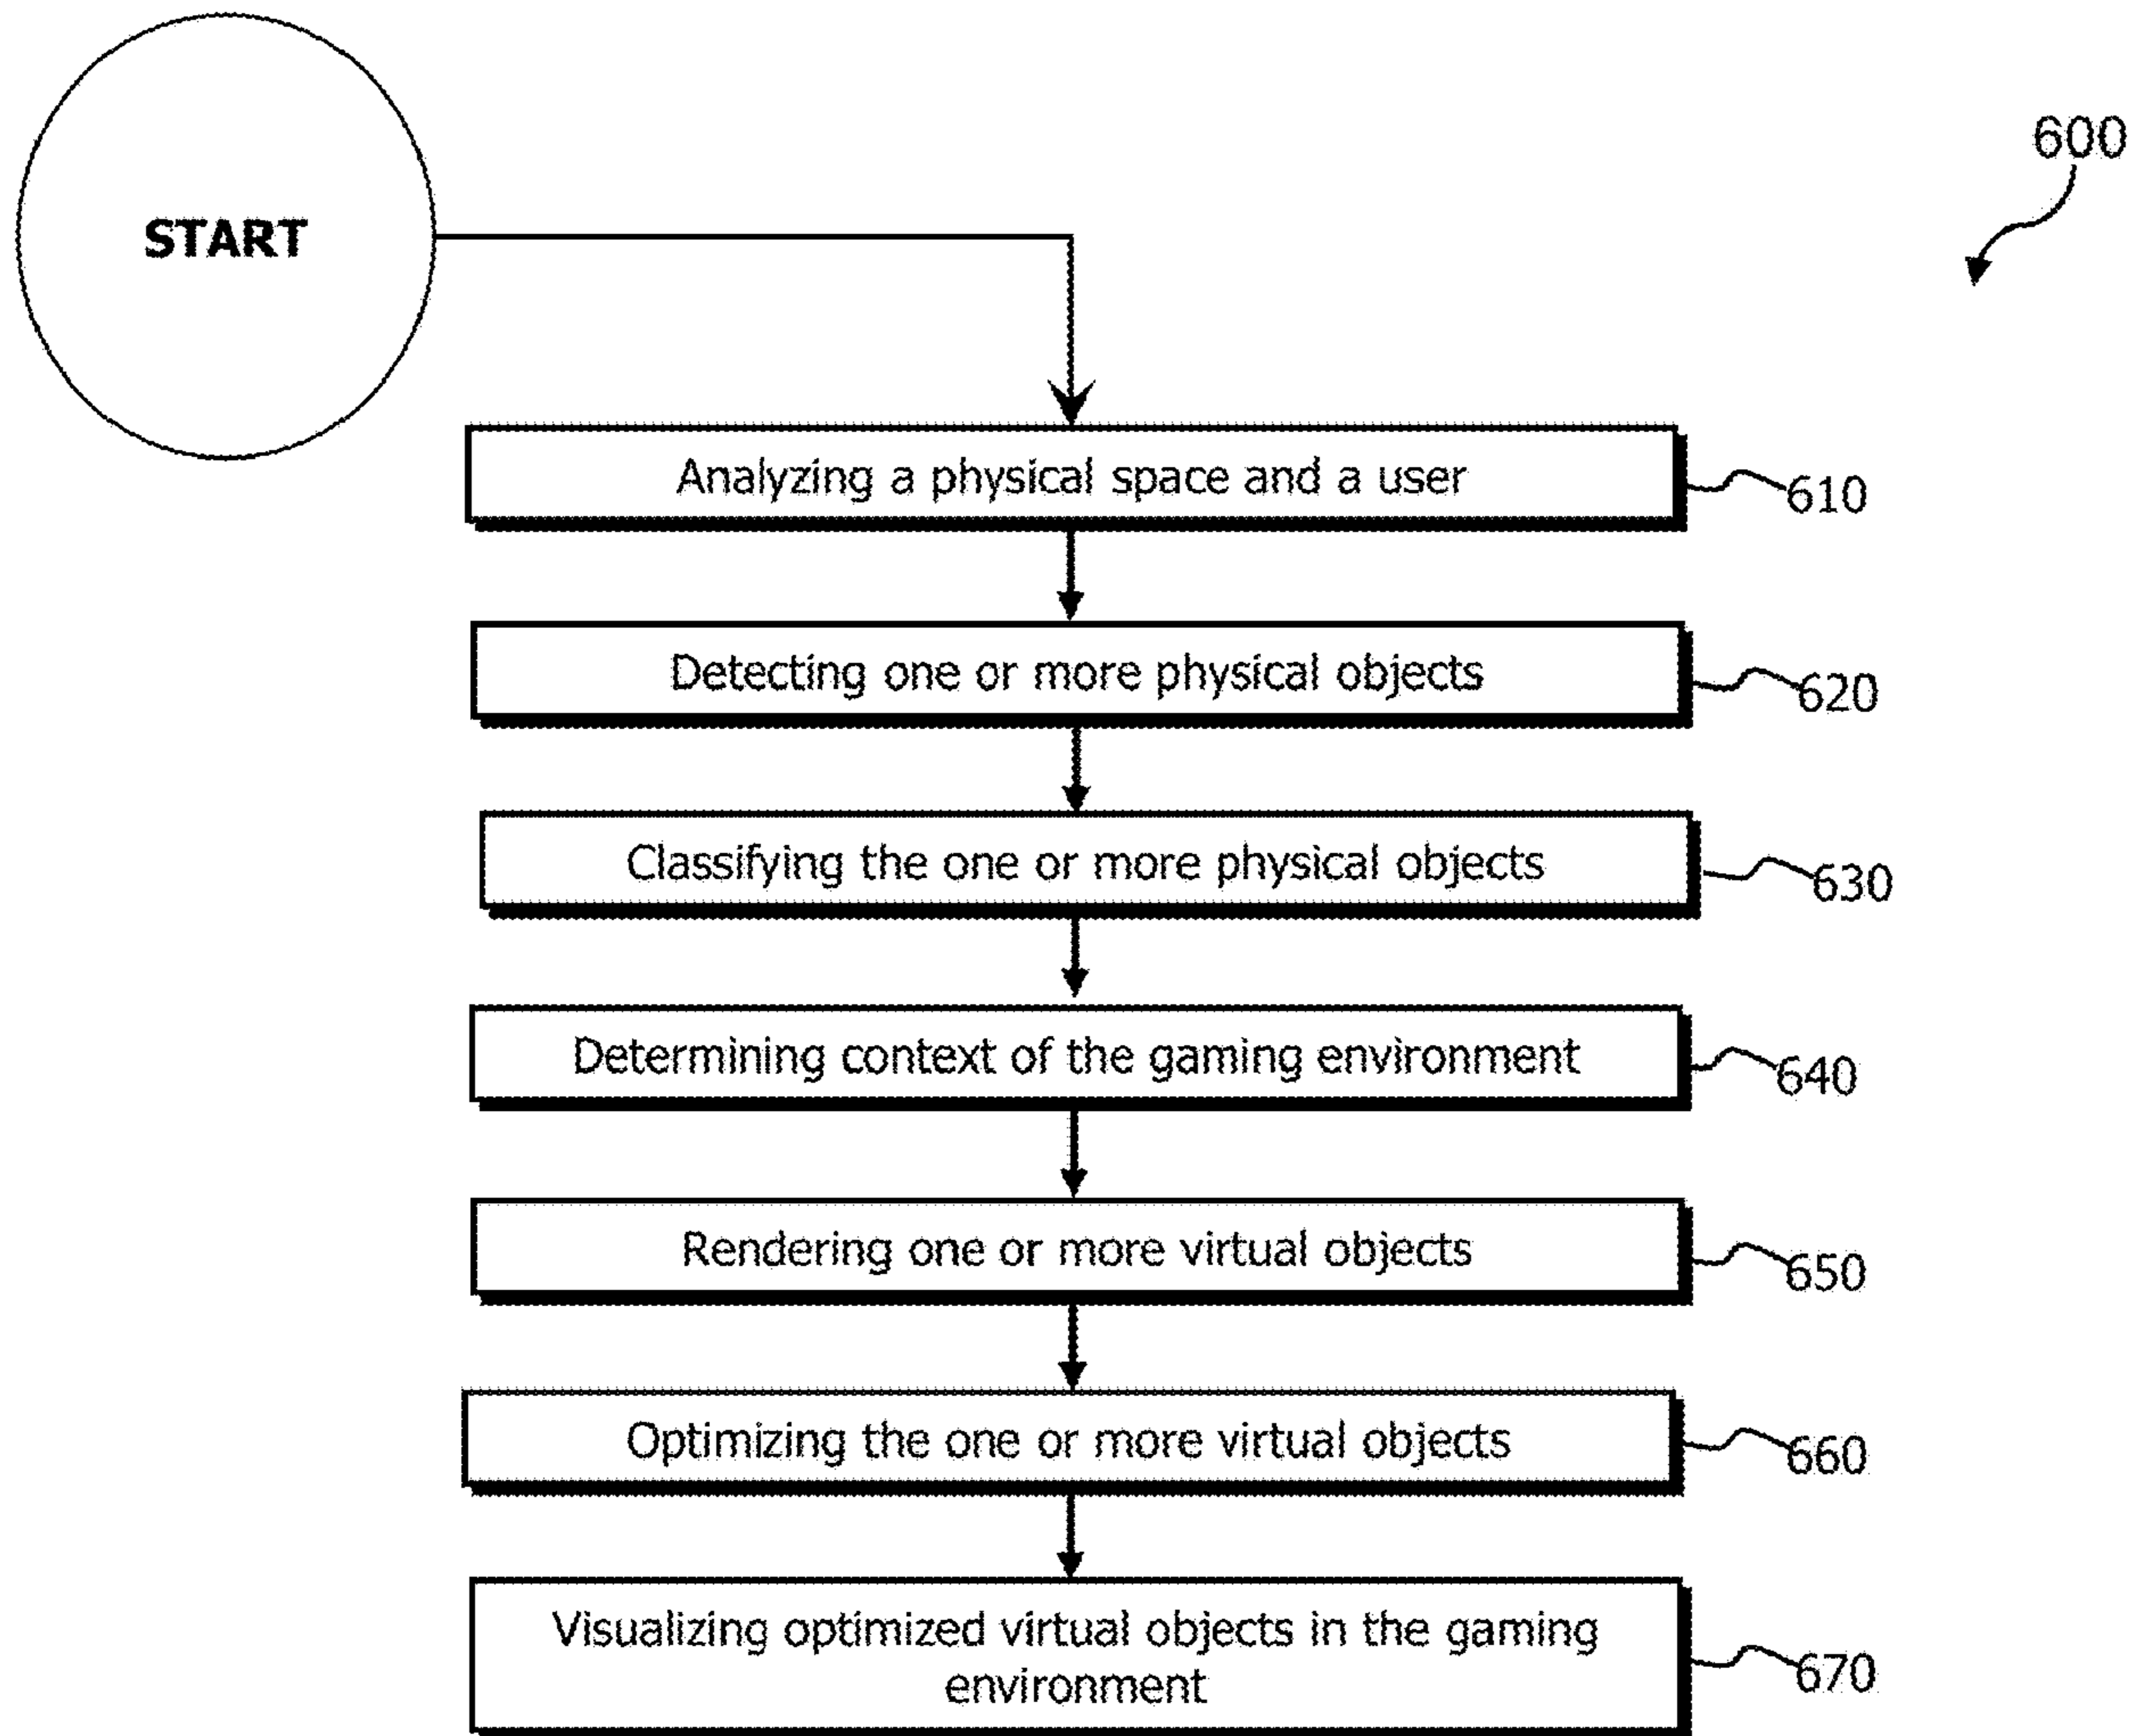 START
600
Analyzing a physical space and a user
610
Detecting one or more physical objects
620
Classifying the one or more physical objects
630
Determining context of the gaming environment
640
Rendering one or more virtual objects
650
Optimizing the one or more virtual objects
660
Visualizing optimized virtual objects in the gaming
environment
670